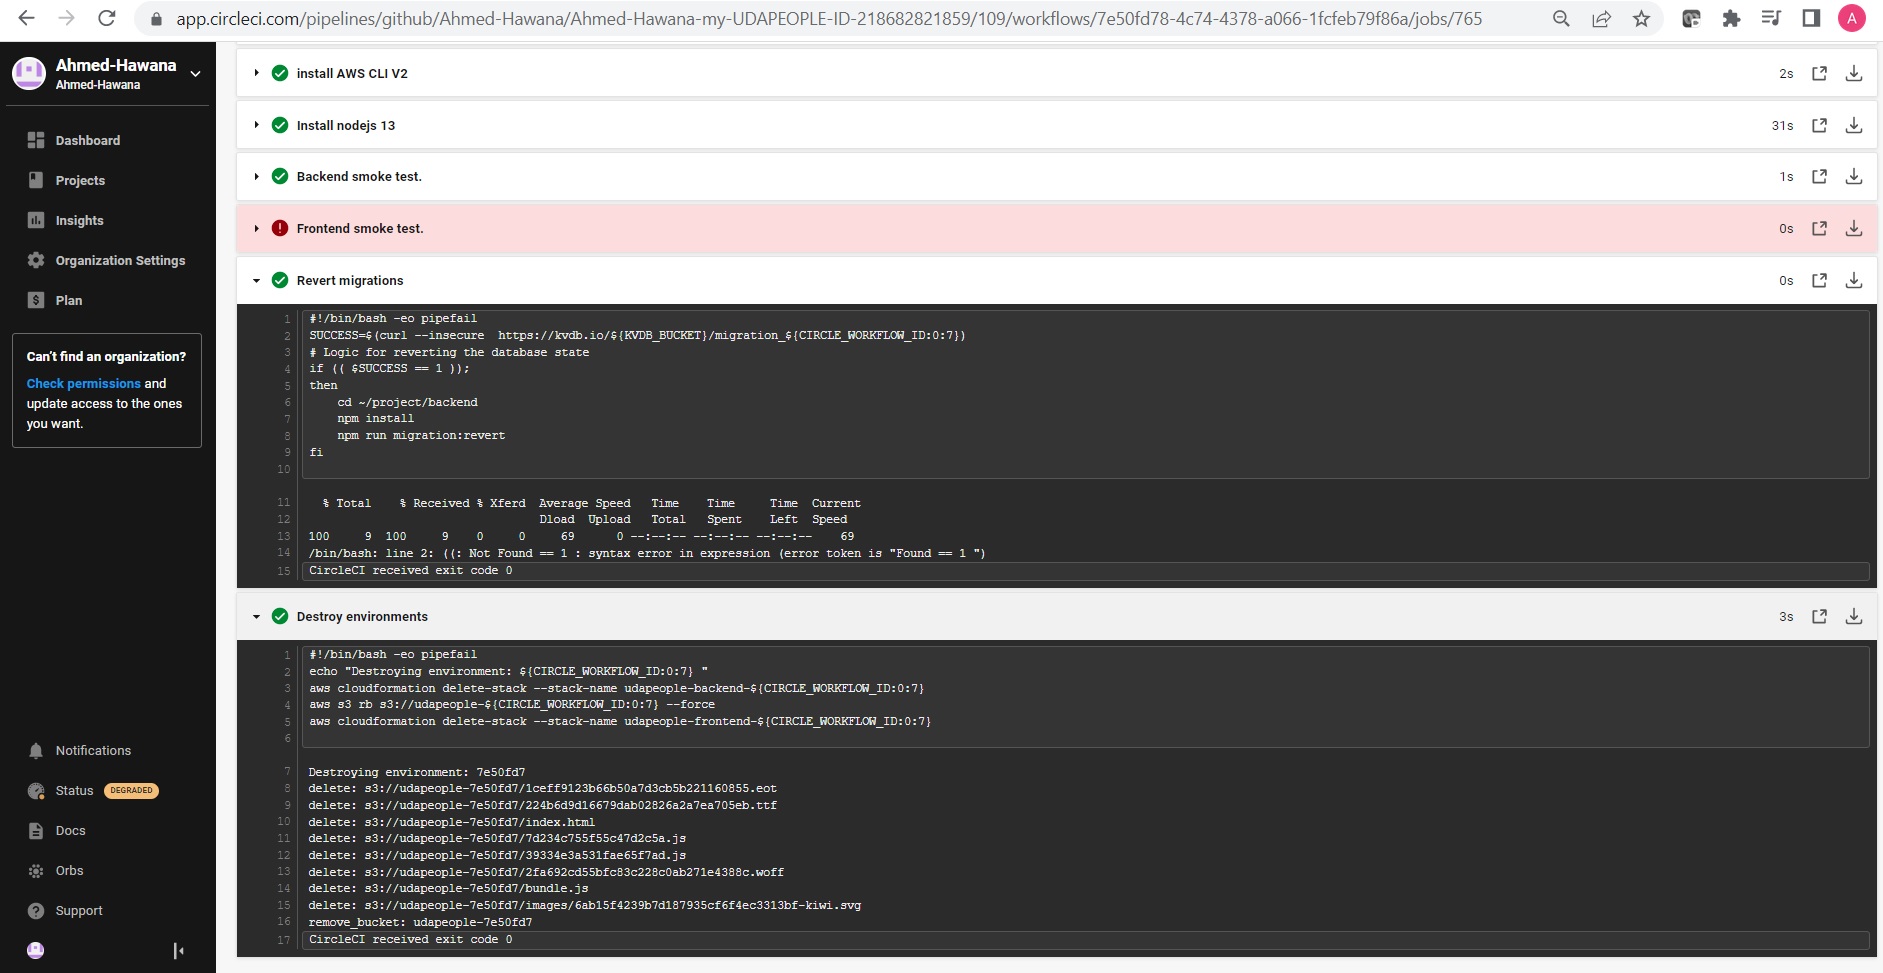 app.circleci.com/pipelines/github/Ahmed-Hawana/Ahmed-Hawana-my-UDAPEOPLE-ID-218682821859/109/workflows/7e50fd78-4c74-4378-a066-1fcfeb79f86a/jobs/765
A
Ahmed-Hawana
Ahmed-Hawana
Dashboard
Projects
Insights
Organization Settings
Plan
Can't find an organization?
Check permissions and
update access to the ones
you want.
Notifications
Status DEGRADED
Docs
Orbs
Support
install AWS CLI V2 2s
Install nodejs 13 31s
Backend smoke test. 1s
Frontend smoke test. 0s
Revert migrations 0s
1 #!/bin/bash -eo pipefail
2 SUCCESS=$(curl --insecure  https://kvdb.io/${KVDB_BUCKET}/migration_${CIRCLE_WORKFLOW_ID:0:7})
3 # Logic for reverting the database state
4 if (( $SUCCESS == 1 ));
5 then
6     cd ~/project/backend
7     npm install
8     npm run migration:revert
9 fi
10
11   % Total    % Received % Xferd  Average Speed   Time    Time     Time  Current
12                                  Dload  Upload   Total   Spent    Left  Speed
13 100     9  100     9    0     0     69      0 --:--:-- --:--:-- --:--:--    69
14 /bin/bash: line 2: ((: Not Found == 1 : syntax error in expression (error token is "Found == 1 ")
15 CircleCI received exit code 0
Destroy environments 3s
1 #!/bin/bash -eo pipefail
2 echo "Destroying environment: ${CIRCLE_WORKFLOW_ID:0:7} "
3 aws cloudformation delete-stack --stack-name udapeople-backend-${CIRCLE_WORKFLOW_ID:0:7}
4 aws s3 rb s3://udapeople-${CIRCLE_WORKFLOW_ID:0:7} --force
5 aws cloudformation delete-stack --stack-name udapeople-frontend-${CIRCLE_WORKFLOW_ID:0:7}
6
7 Destroying environment: 7e50fd7
8 delete: s3://udapeople-7e50fd7/1ceff9123b66b50a7d3cb5b221160855.eot
9 delete: s3://udapeople-7e50fd7/224b6d9d16679dab02826a2a7ea705eb.ttf
10 delete: s3://udapeople-7e50fd7/index.html
11 delete: s3://udapeople-7e50fd7/7d234c755f55c47d2c5a.js
12 delete: s3://udapeople-7e50fd7/39334e3a531fae65f7ad.js
13 delete: s3://udapeople-7e50fd7/2fa692cd55bfc83c228c0ab271e4388c.woff
14 delete: s3://udapeople-7e50fd7/bundle.js
15 delete: s3://udapeople-7e50fd7/images/6ab15f4239b7d187935cf6f4ec3313bf-kiwi.svg
16 remove_bucket: udapeople-7e50fd7
17 CircleCI received exit code 0